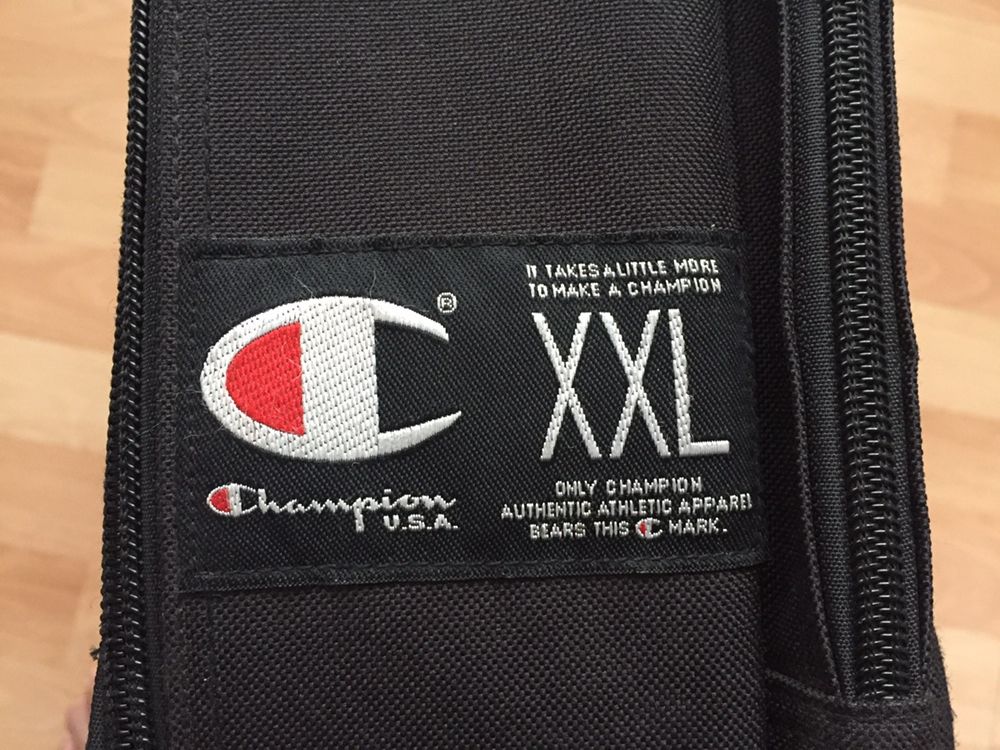 ®
IT TAKES A LITTLE MORE
TO MAKE A CHAMPION
XXL
Champion
U.S.A.
ONLY CHAMPION
AUTHENTIC ATHLETIC APPAREL
BEARS THIS C MARK.